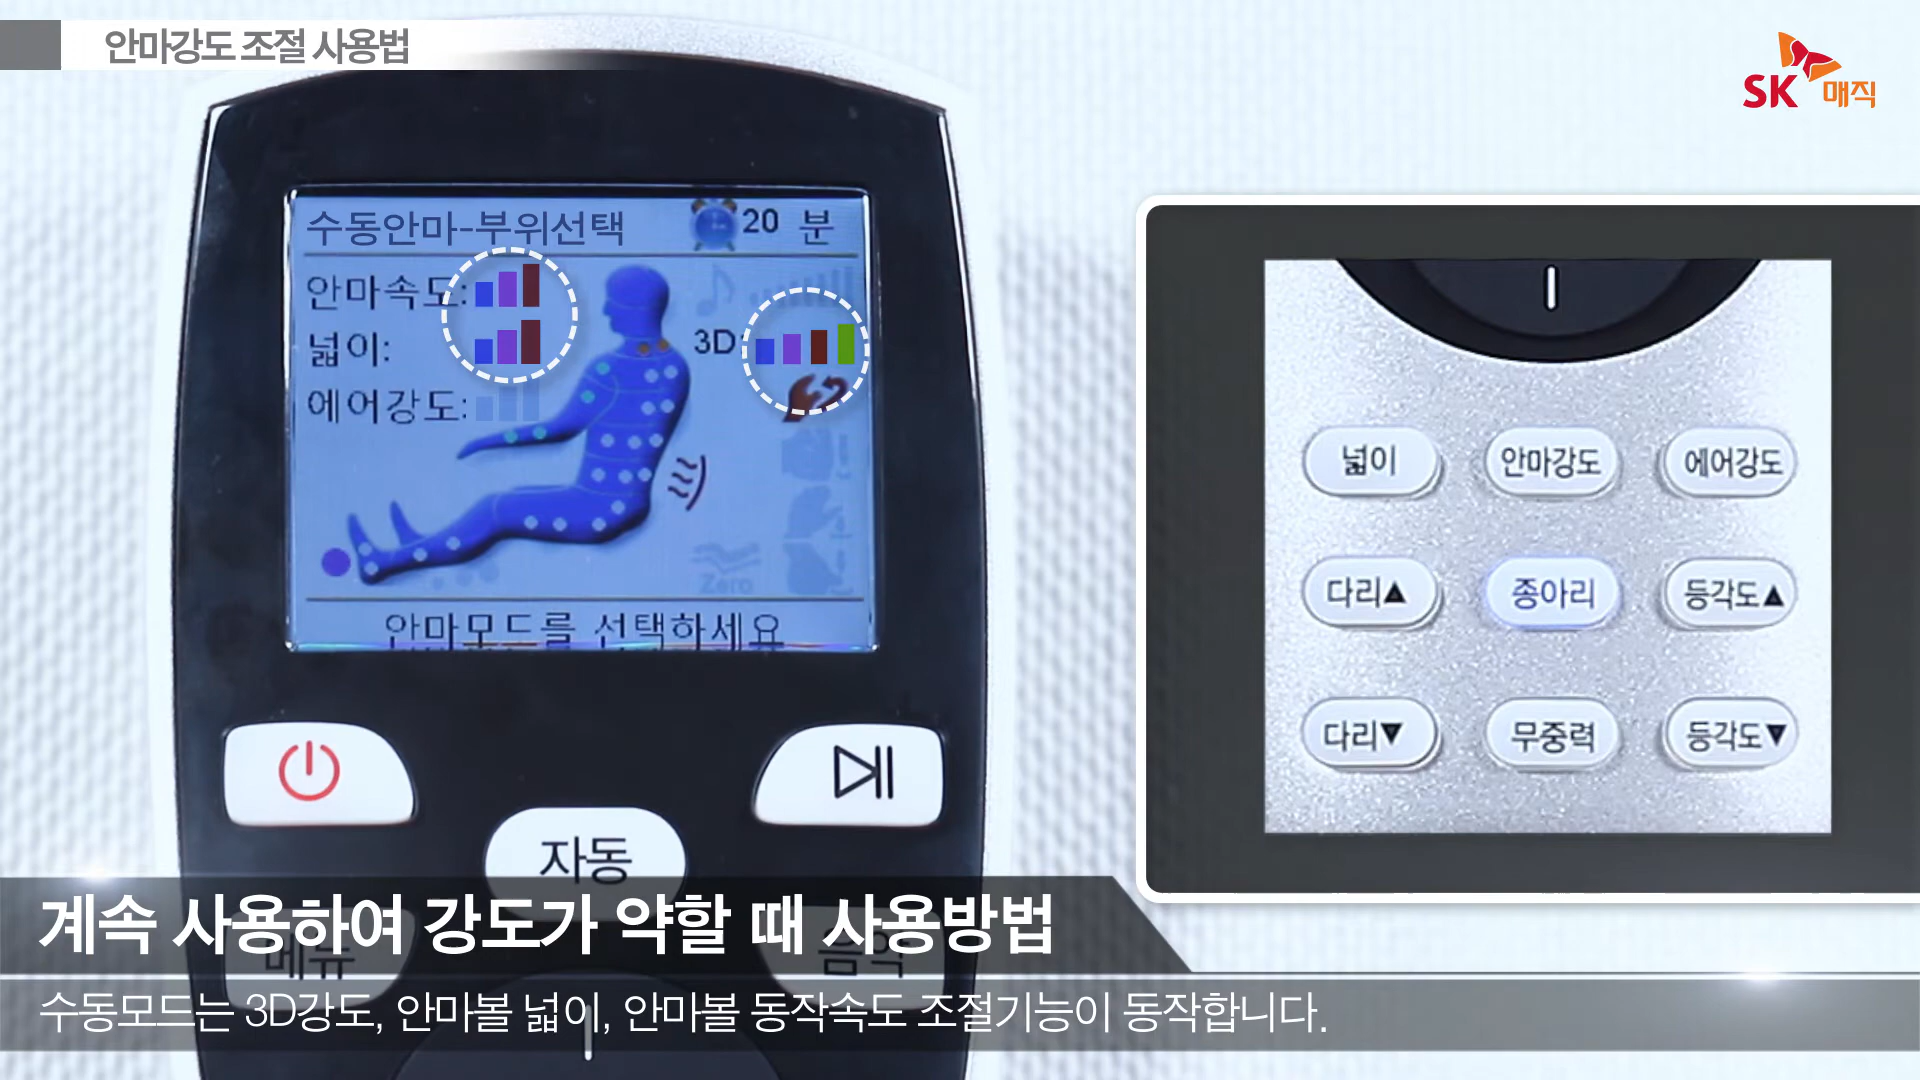 안마강도 조절 사용법
SK 매직
수동안마-부위선택
20 분
안마속도:
넓이:
3D:
에어강도:
Zero
안마모드를 선택하세요
자동
메뉴
음악
넓이
안마강도
에어강도
다리▲
종아리
등각도▲
다리▼
무중력
등각도▼
계속 사용하여 강도가 약할 때 사용방법
수동모드는 3D강도, 안마볼 넓이, 안마볼 동작속도 조절기능이 동작합니다.